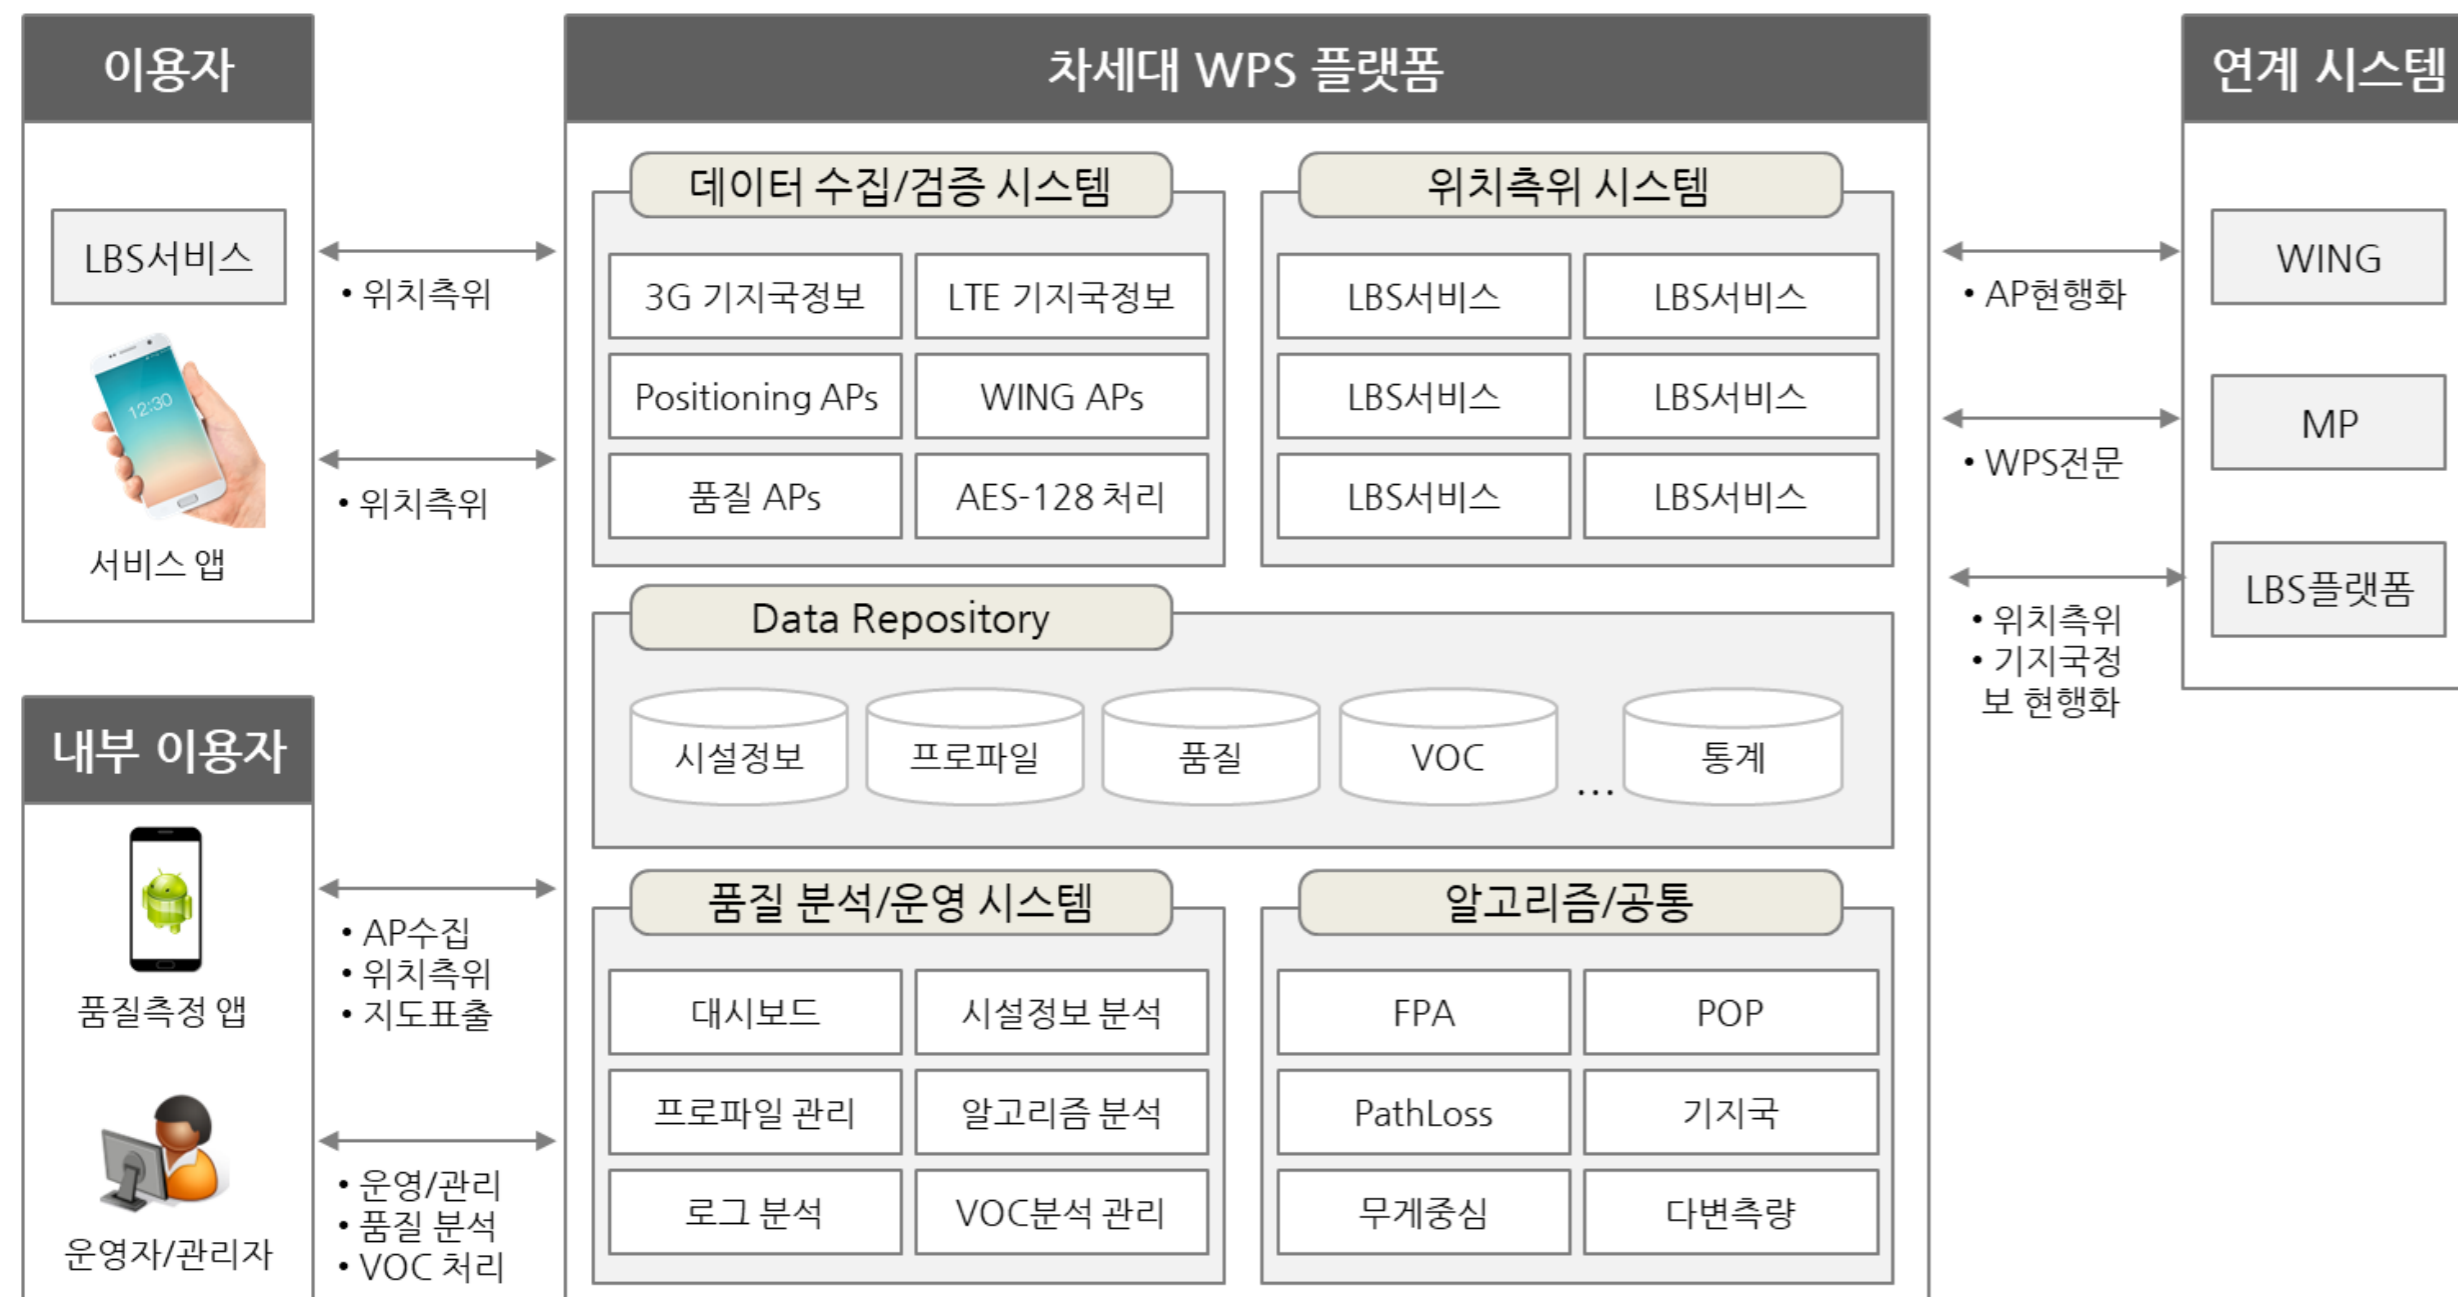 이용자
LBS서비스
12:30
서비스 앱
• 위치측위
• 위치측위
내부 이용자
품질측정 앱
운영자/관리자
• AP수집
• 위치측위
• 지도표출
• 운영/관리
• 품질 분석
• VOC 처리
차세대 WPS 플랫폼
데이터 수집/검증 시스템
3G 기지국정보
LTE 기지국정보
Positioning APs
WING APs
품질 APs
AES-128 처리
위치측위 시스템
LBS서비스
LBS서비스
LBS서비스
LBS서비스
LBS서비스
LBS서비스
Data Repository
시설정보
프로파일
품질
VOC
...
통계
품질 분석/운영 시스템
대시보드
시설정보 분석
프로파일 관리
알고리즘 분석
로그 분석
VOC분석 관리
알고리즘/공통
FPA
POP
PathLoss
기지국
무게중심
다변측량
• AP현행화
• WPS전문
• 위치측위
• 기지국정
보 현행화
연계 시스템
WING
MP
LBS플랫폼